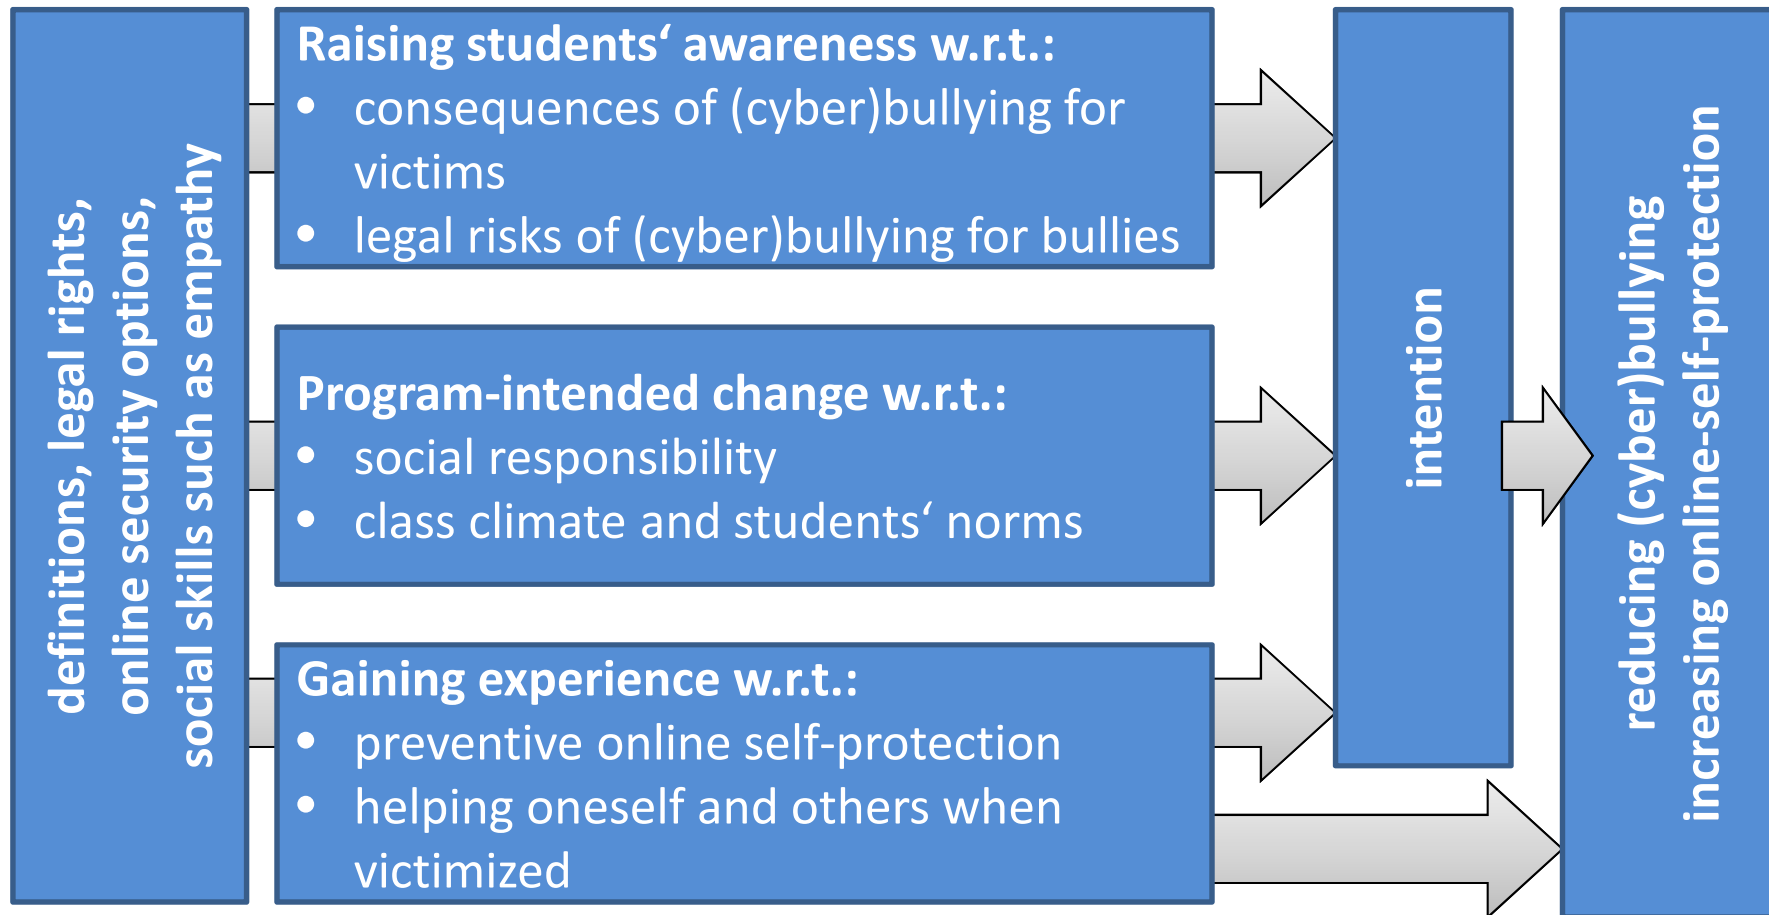 definitions, legal rights,
online security options,
social skills such as empathy
Raising students‘ awareness w.r.t.:
• consequences of (cyber)bullying for
victims
• legal risks of (cyber)bullying for bullies
Program-intended change w.r.t.:
• social responsibility
• class climate and students‘ norms
Gaining experience w.r.t.:
• preventive online self-protection
• helping oneself and others when
victimized
intention
reducing (cyber)bullying
increasing online-self-protection